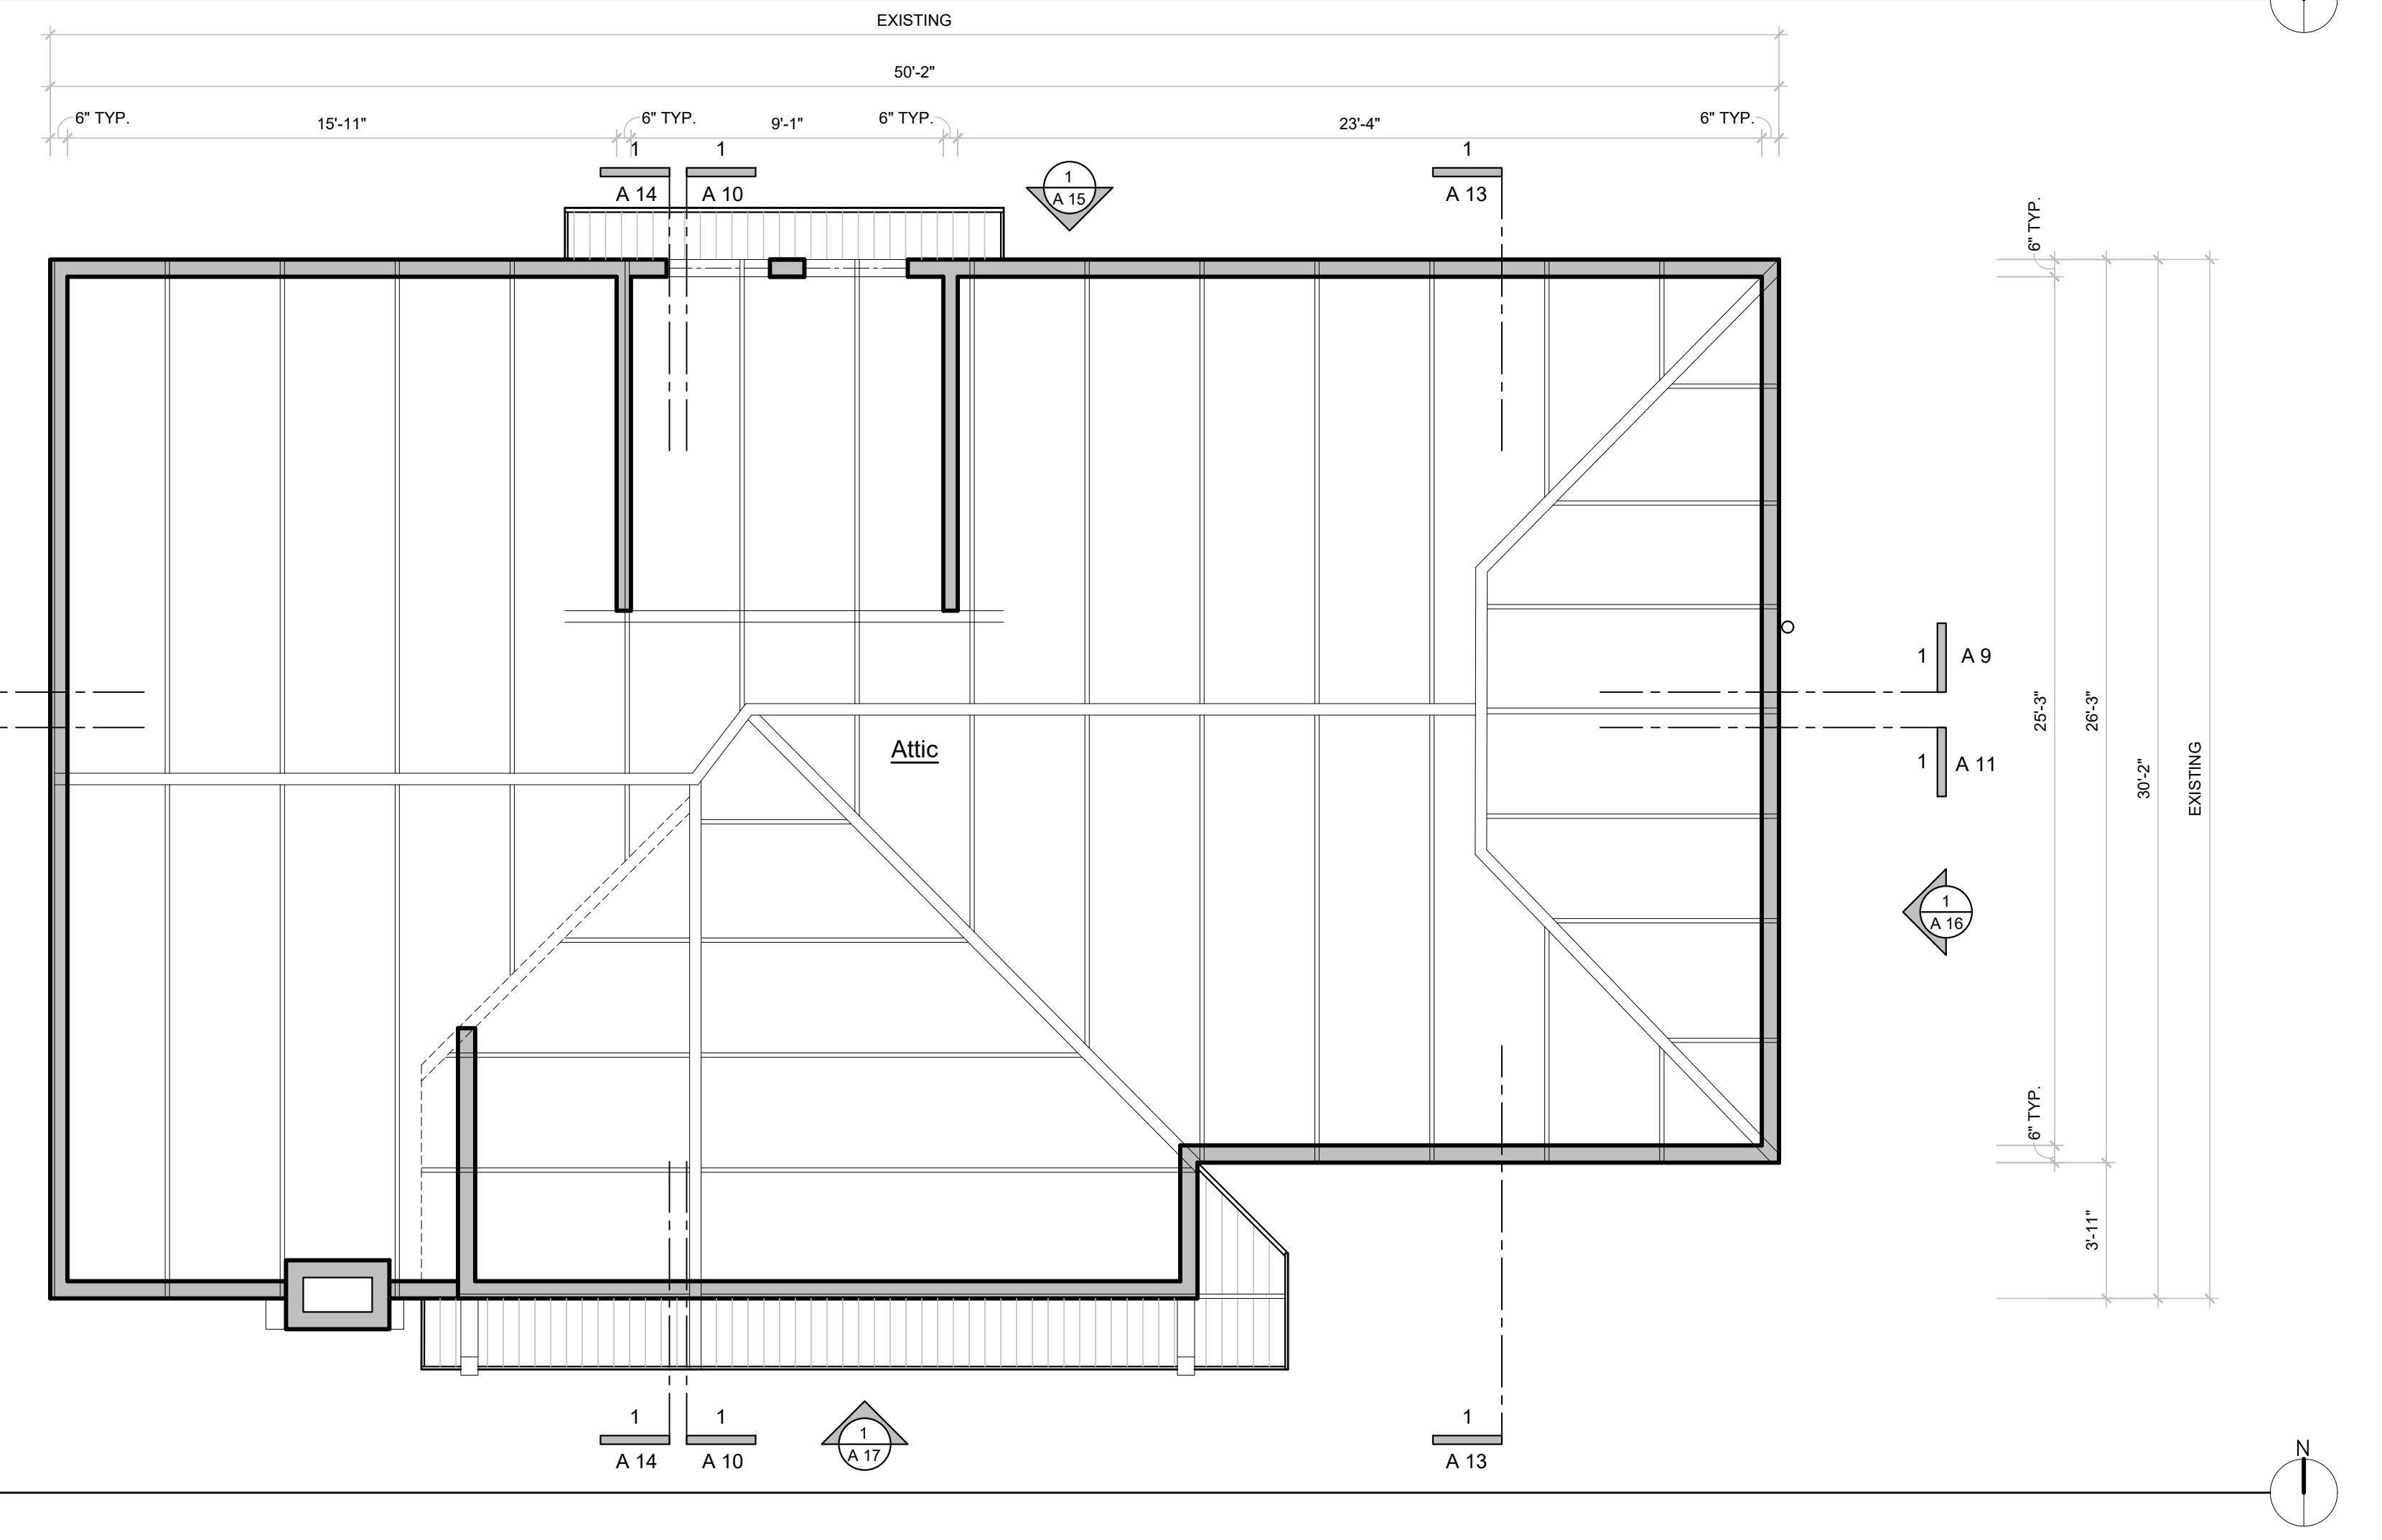 EXISTING
50'-2"
6" TYP.
15'-11"
6" TYP.
9'-1"
6" TYP.
23'-4"
6" TYP.
1
A 14
1
A 10
1
A 15
1
A 13
6" TYP.
1
A 9
25'-3"
26'-3"
30'-2"
EXISTING
Attic
1
A 11
1
A 16
6" TYP.
3'-11"
1
A 14
1
A 10
1
A 17
1
A 13
N